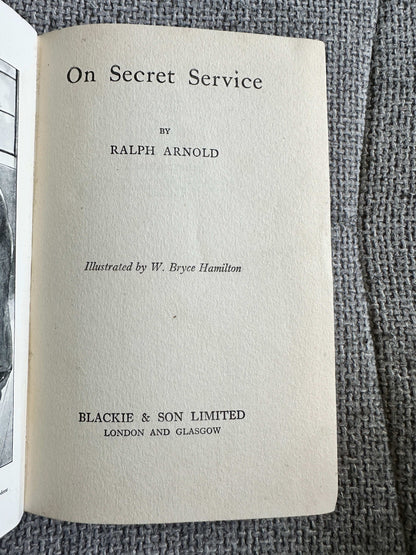 On Secret Service
BY
RALPH ARNOLD
Illustrated by W. Bryce Hamilton
BLACKIE & SON LIMITED
LONDON AND GLASGOW